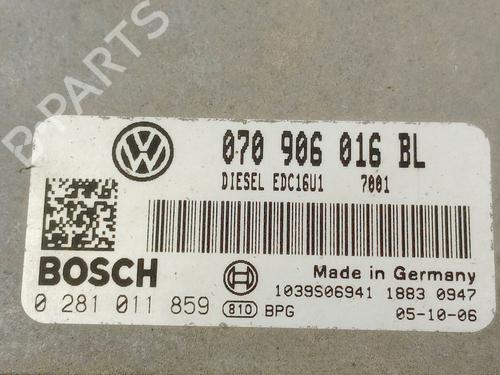 B-PARTS
070 906 016 BL
DIESEL EDC16U1 7001
BOSCH
Made in Germany
0 281 011 859
810 BPG
1039S06941 1883 0947
05-10-06